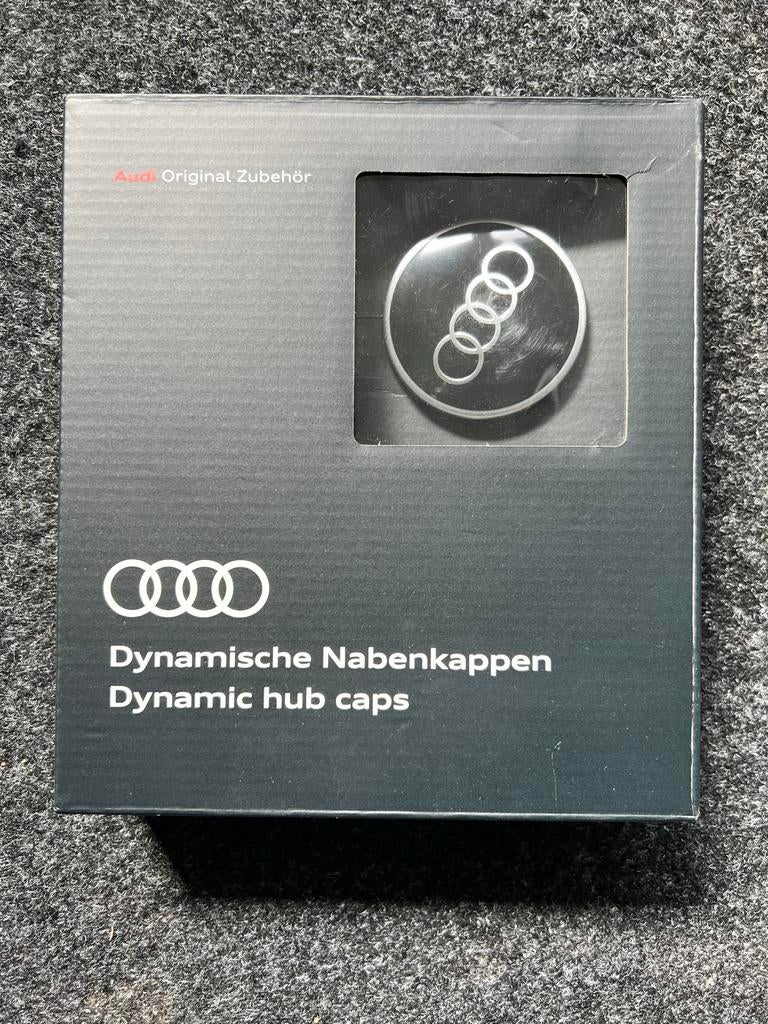 Audi Original Zubehör
Dynamische Nabenkappen
Dynamic hub caps